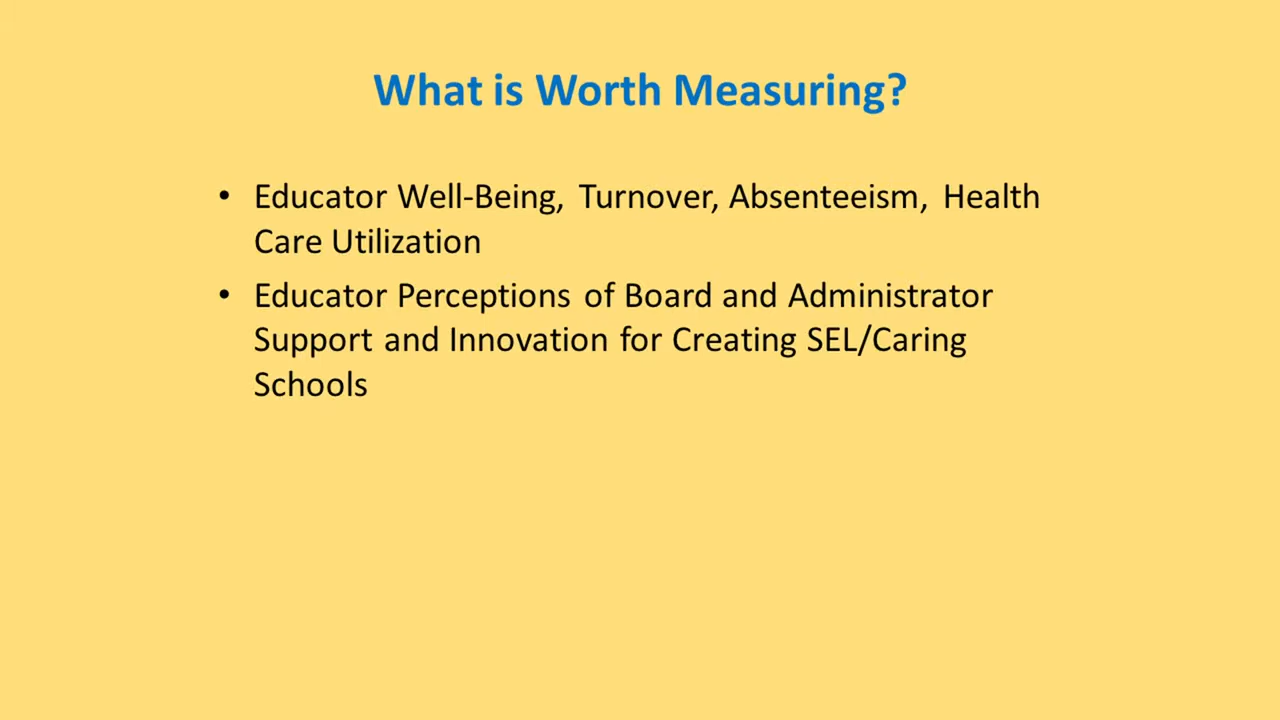 What is Worth Measuring?
• Educator Well-Being, Turnover, Absenteeism, Health
Care Utilization
• Educator Perceptions of Board and Administrator
Support and Innovation for Creating SEL/Caring
Schools